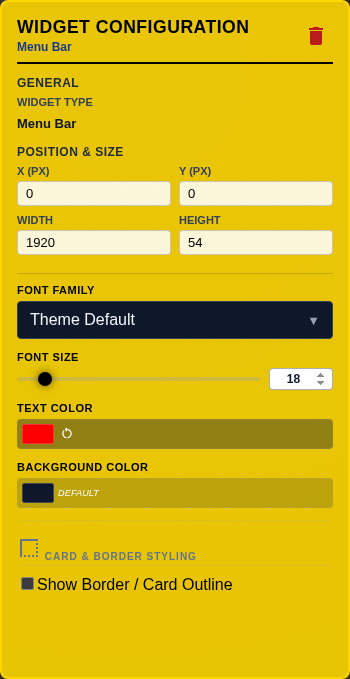 WIDGET CONFIGURATION
Menu Bar
GENERAL
WIDGET TYPE
Menu Bar
POSITION & SIZE
X (PX) Y (PX)
0 0
WIDTH HEIGHT
1920 54
FONT FAMILY
Theme Default
FONT SIZE
18
TEXT COLOR
BACKGROUND COLOR
DEFAULT
CARD & BORDER STYLING
Show Border / Card Outline